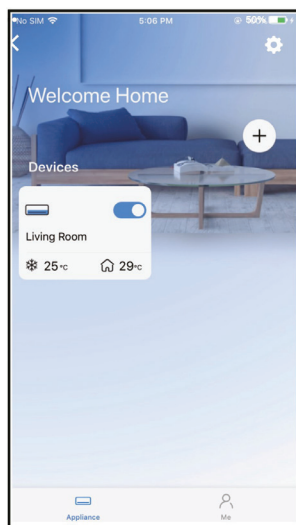 No SIM 5:06 PM 50%
Welcome Home
+
Devices
Living Room
25°C 29°C
Appliance Me